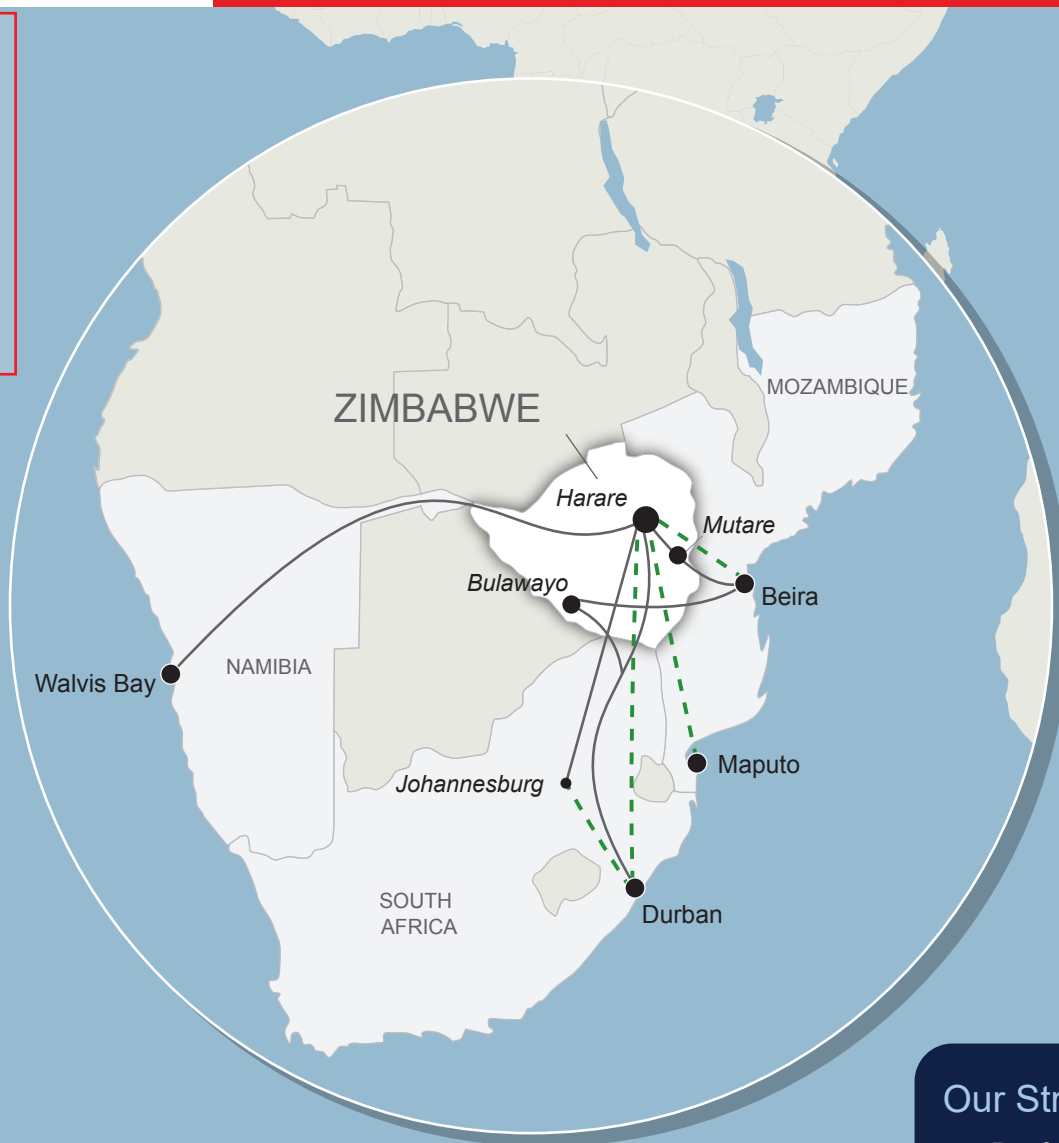 MOZAMBIQUE
ZIMBABWE
Harare
Mutare
Bulawayo
Beira
NAMIBIA
Walvis Bay
Maputo
Johannesburg
SOUTH
AFRICA
Durban
Our Str